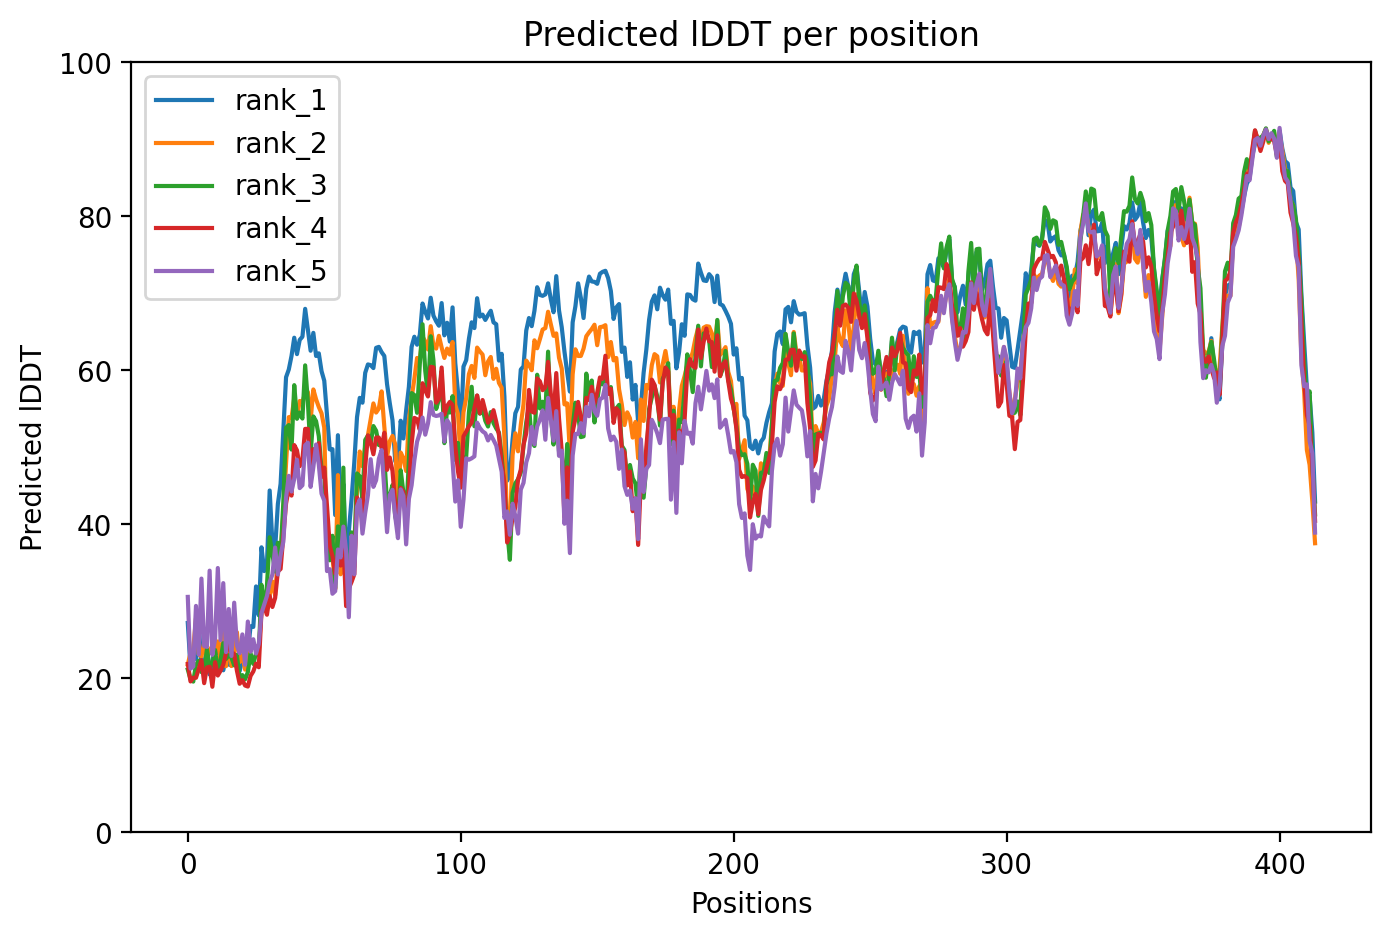 Predicted lDDT per position
100
80
60
40
20
0
Predicted lDDT
rank_1
rank_2
rank_3
rank_4
rank_5
0 100 200 300 400
Positions